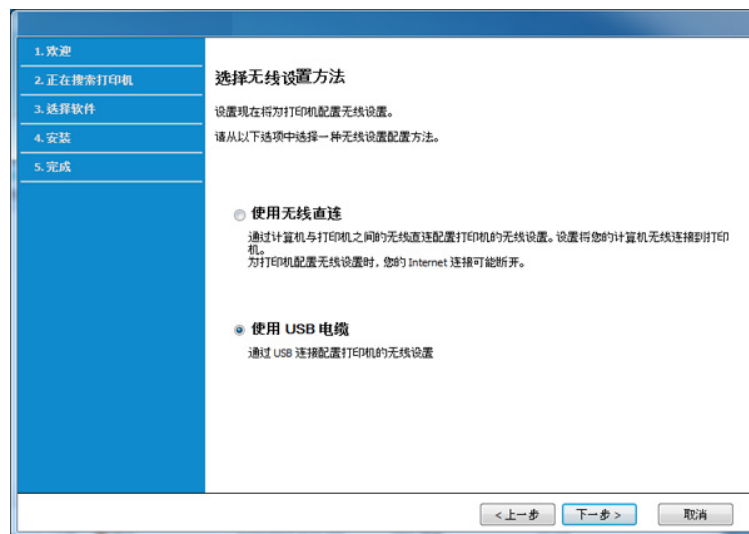 1.欢迎
2.正在搜索打印机
3.选择软件
4.安装
5.完成
选择无线设置方法
设置现在将为打印机配置无线设置。
请从以下选项中选择一种无线设置配置方法。
使用无线直连
通过计算机与打印机之间的无线直连配置打印机的无线设置。设置将您的计算机无线连接到打印
机。
为打印机配置无线设置时，您的 Internet 连接可能断开。
使用 USB 电缆
通过 USB 连接配置打印机的无线设置
<上一步
下一步>
取消